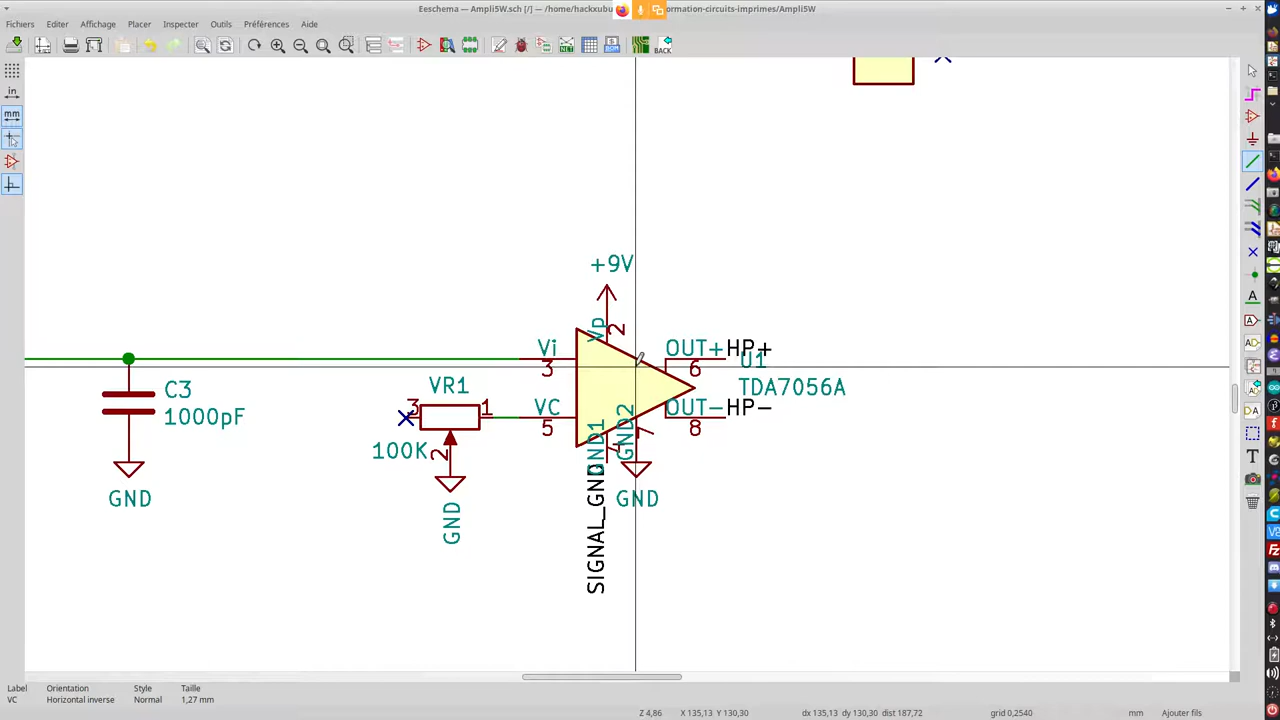 Eeschema — Ampli5W.sch [/] — /home/hackxubu
ormation-circuits-imprimes/Ampli5W
Fichiers Editer Affichage Placer Inspecter Outils Préférences Aide
BACK
in
mm
+9V
Vp
2
Vi
3
OUT+
HP+
6
U1
TDA7056A
C3
1000pF
GND
VR1
3
1
100K
2
GND
VC
5
OUT-
HP-
8
GND1
GND2
SIGNAL_GND
GND
Label Orientation Style Taille
VC Horizontal inverse Normal 1,27 mm
Z 4,86 X 135,13 Y 130,30 dx 135,13 dy 130,30 dist 187,72 grid 0,2540 mm Ajouter fils